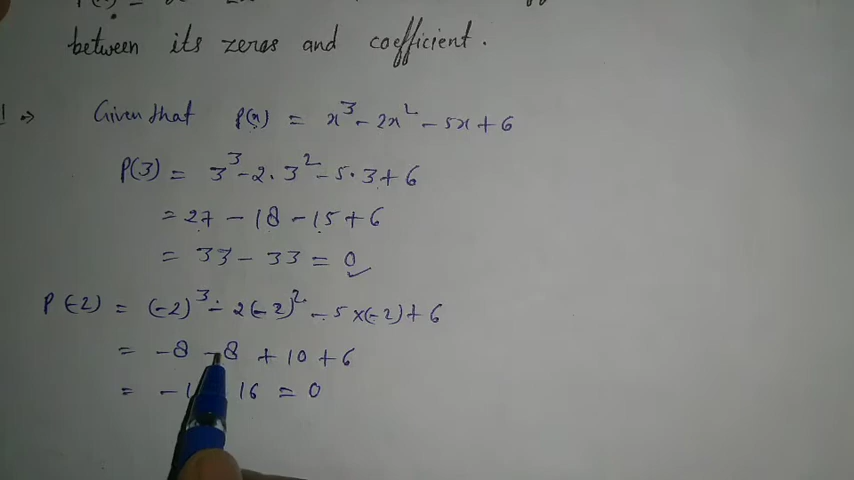 between its zeros and coefficient.
! => Given that P(x) = x³ - 2x² - 5x + 6
P(3) = 3³ - 2 · 3² - 5 · 3 + 6
= 27 - 18 - 15 + 6
= 33 - 33 = 0 ✓
P(-2) = (-2)³ - 2(-2)² - 5 × (-2) + 6
= -8 - 8 + 10 + 6
= - 1 16 = 0